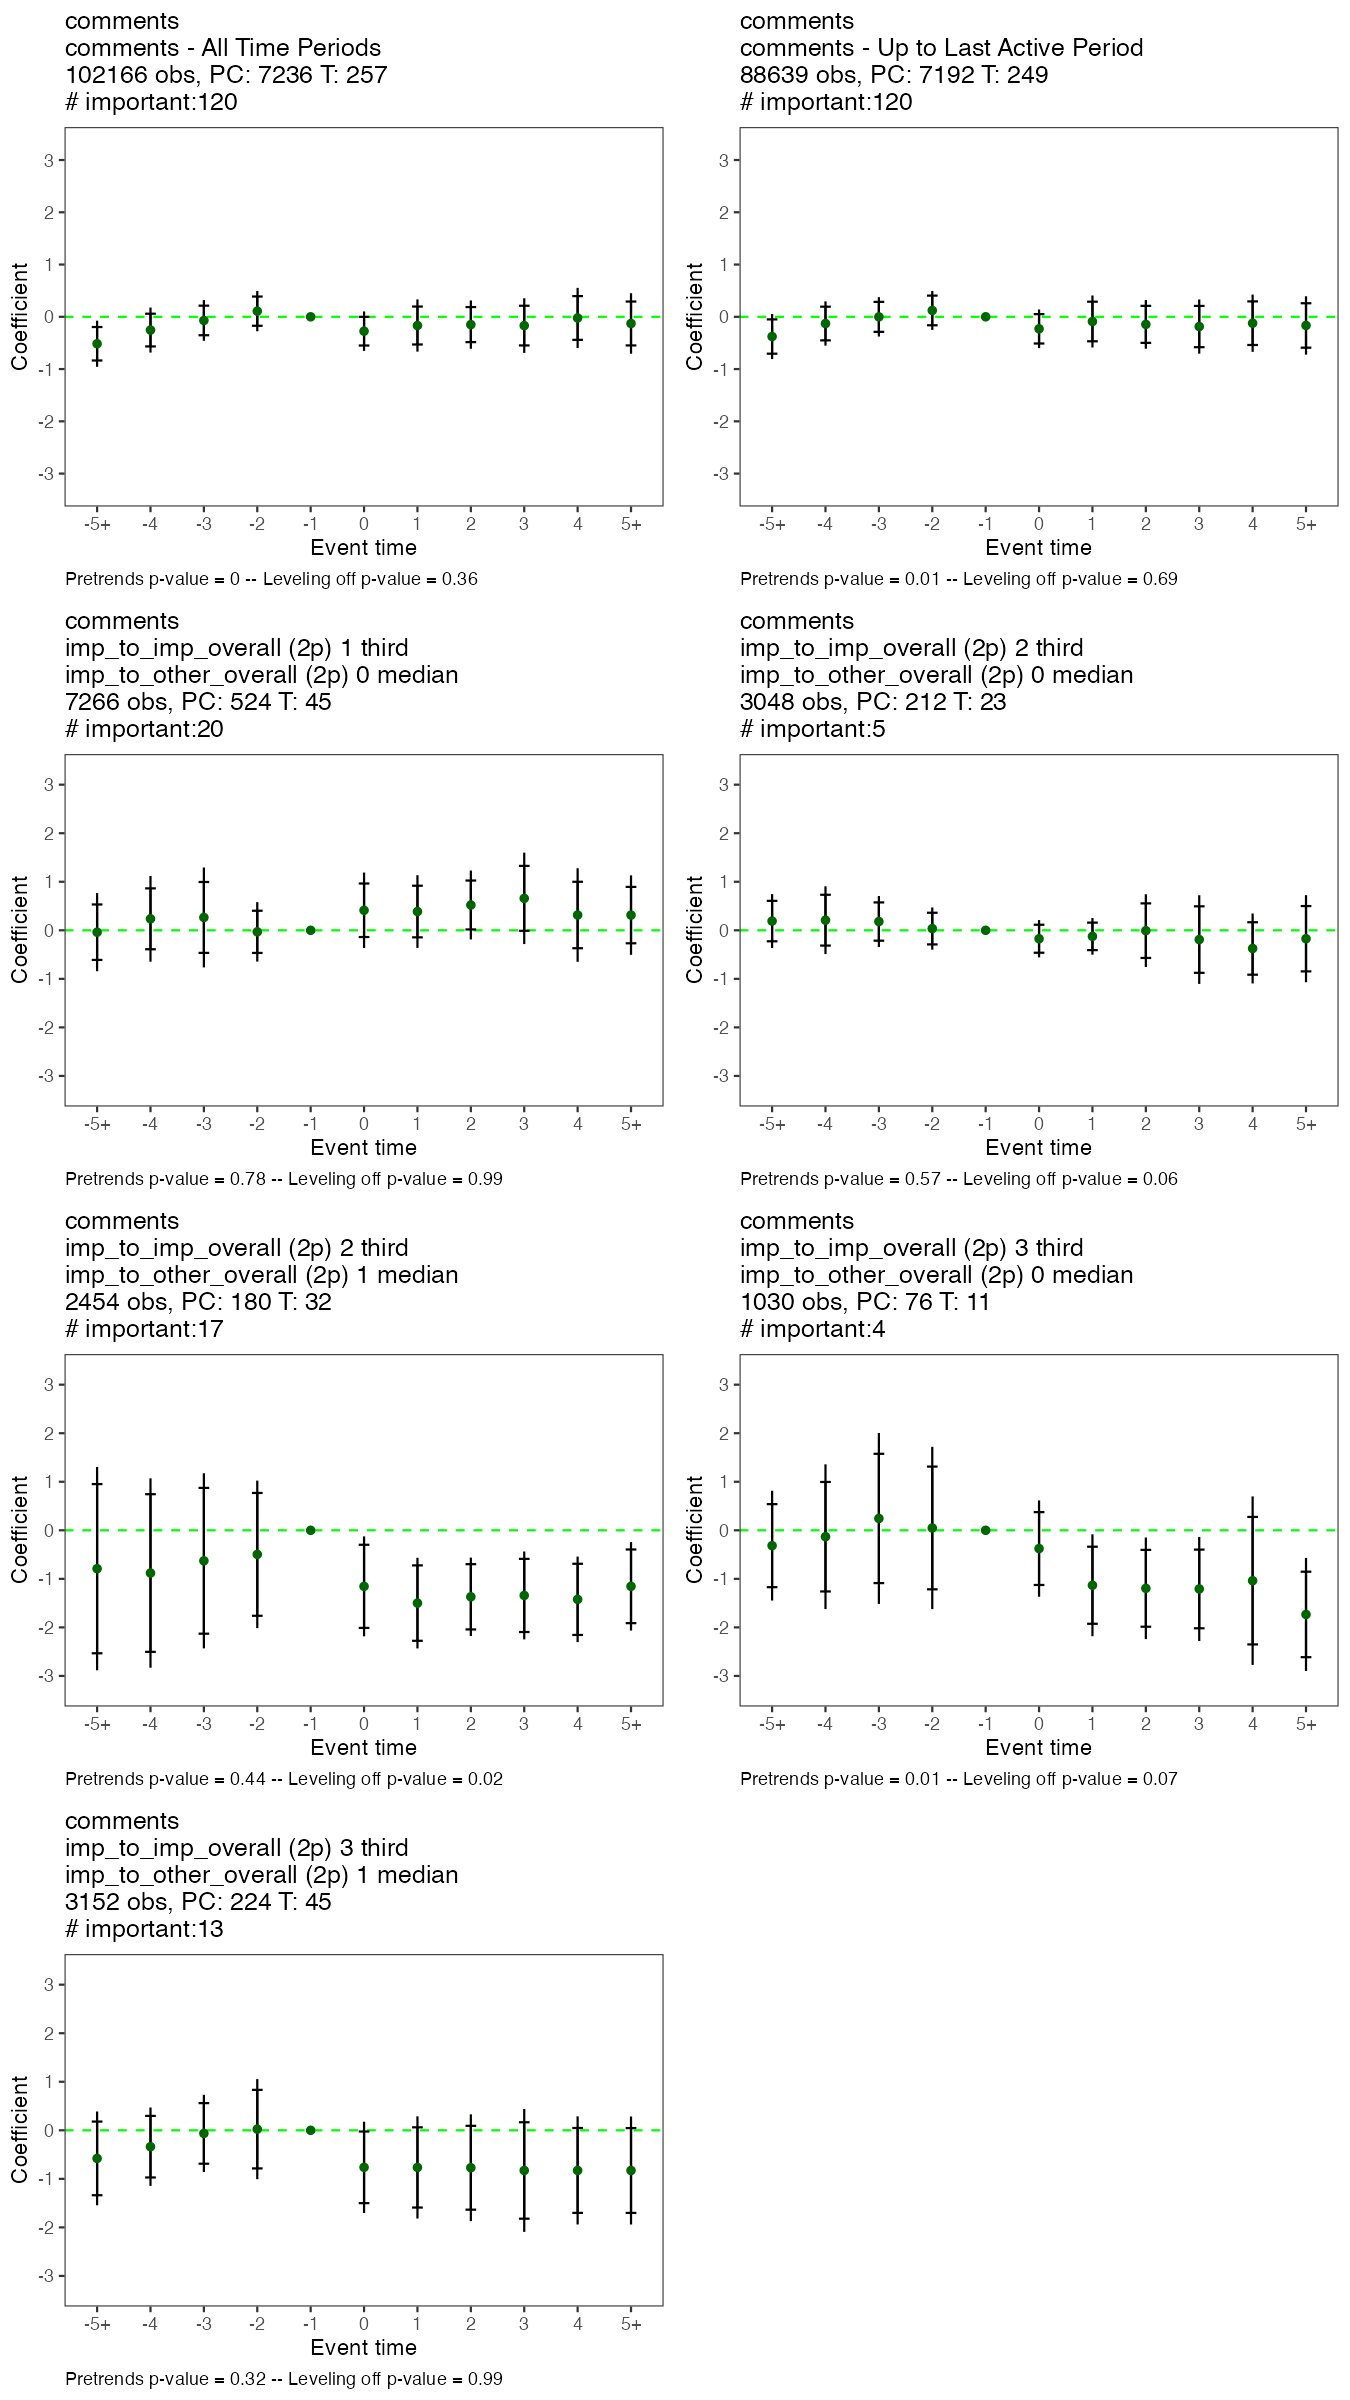 comments
comments - All Time Periods
102166 obs, PC: 7236 T: 257
# important:120
Coefficient
3
2
1
0
-1
-2
-3
-5+ -4 -3 -2 -1 0 1 2 3 4 5+
Event time
Pretrends p-value = 0 -- Leveling off p-value = 0.36
comments
comments - Up to Last Active Period
88639 obs, PC: 7192 T: 249
# important:120
Coefficient
3
2
1
0
-1
-2
-3
-5+ -4 -3 -2 -1 0 1 2 3 4 5+
Event time
Pretrends p-value = 0.01 -- Leveling off p-value = 0.69
comments
imp_to_imp_overall (2p) 1 third
imp_to_other_overall (2p) 0 median
7266 obs, PC: 524 T: 45
# important:20
Coefficient
3
2
1
0
-1
-2
-3
-5+ -4 -3 -2 -1 0 1 2 3 4 5+
Event time
Pretrends p-value = 0.78 -- Leveling off p-value = 0.99
comments
imp_to_imp_overall (2p) 2 third
imp_to_other_overall (2p) 0 median
3048 obs, PC: 212 T: 23
# important:5
Coefficient
3
2
1
0
-1
-2
-3
-5+ -4 -3 -2 -1 0 1 2 3 4 5+
Event time
Pretrends p-value = 0.57 -- Leveling off p-value = 0.06
comments
imp_to_imp_overall (2p) 2 third
imp_to_other_overall (2p) 1 median
2454 obs, PC: 180 T: 32
# important:17
Coefficient
3
2
1
0
-1
-2
-3
-5+ -4 -3 -2 -1 0 1 2 3 4 5+
Event time
Pretrends p-value = 0.44 -- Leveling off p-value = 0.02
comments
imp_to_imp_overall (2p) 3 third
imp_to_other_overall (2p) 0 median
1030 obs, PC: 76 T: 11
# important:4
Coefficient
3
2
1
0
-1
-2
-3
-5+ -4 -3 -2 -1 0 1 2 3 4 5+
Event time
Pretrends p-value = 0.01 -- Leveling off p-value = 0.07
comments
imp_to_imp_overall (2p) 3 third
imp_to_other_overall (2p) 1 median
3152 obs, PC: 224 T: 45
# important:13
Coefficient
3
2
1
0
-1
-2
-3
-5+ -4 -3 -2 -1 0 1 2 3 4 5+
Event time
Pretrends p-value = 0.32 -- Leveling off p-value = 0.99